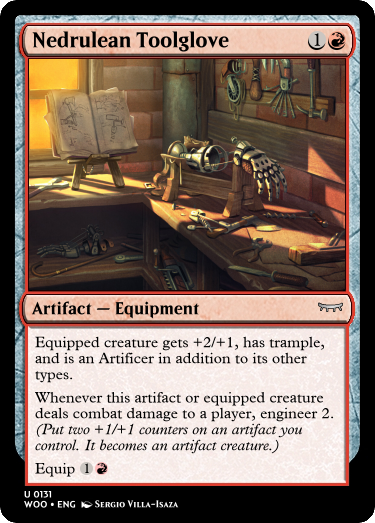 Nedrulean Toolglove 1
Artifact — Equipment
Equipped creature gets +2/+1, has trample,
and is an Artificer in addition to its other
types.
Whenever this artifact or equipped creature
deals combat damage to a player, engineer 2.
(Put two +1/+1 counters on an artifact you
control. It becomes an artifact creature.)
Equip 1
U 0131
WOO • ENG Sergio Villa-Isaza